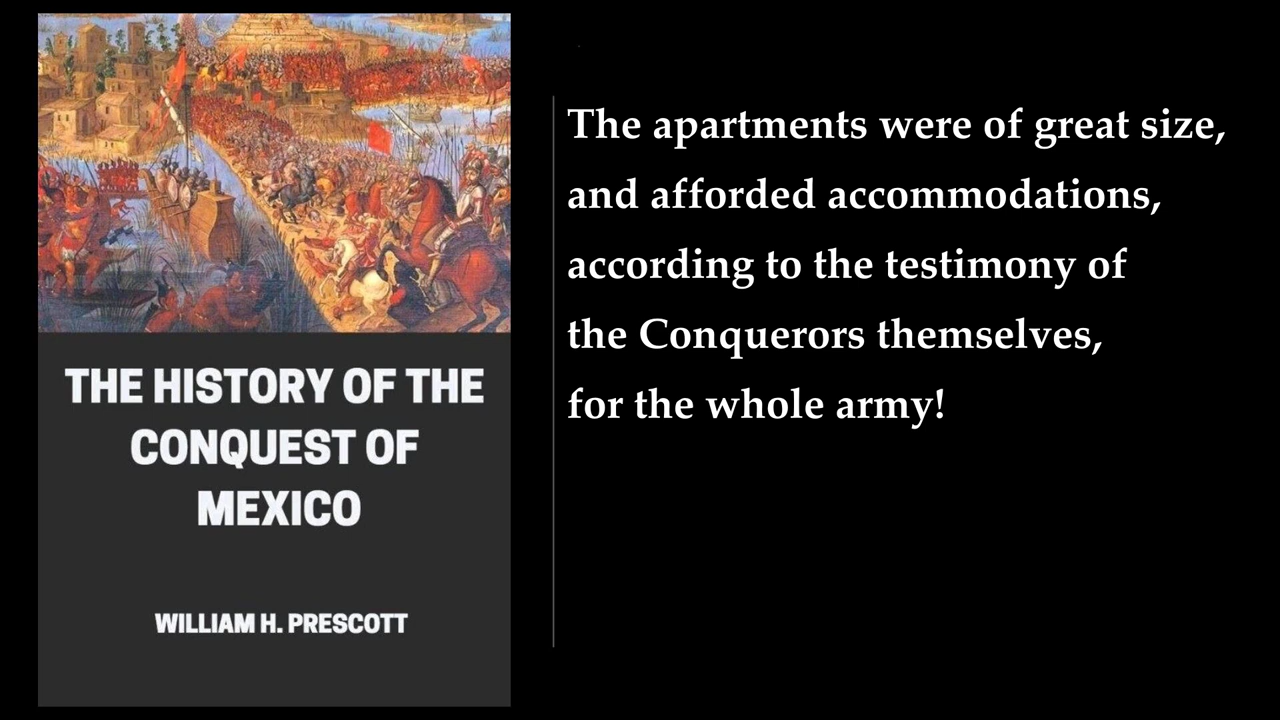 THE HISTORY OF THE
CONQUEST OF
MEXICO
WILLIAM H. PRESCOTT
The apartments were of great size,
and afforded accommodations,
according to the testimony of
the Conquerors themselves,
for the whole army!